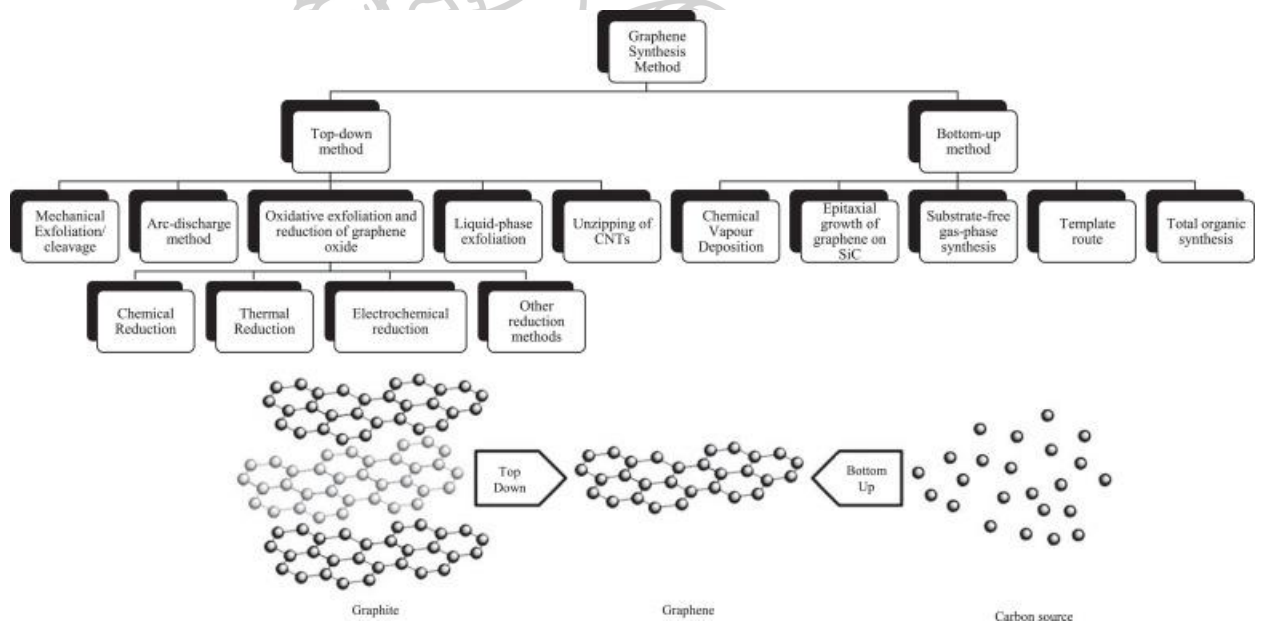 Graphene
Synthesis
Method
Top-down
method
Bottom-up
method
Mechanical
Exfoliation/
cleavage
Arc-discharge
method
Oxidative exfoliation and
reduction of graphene
oxide
Liquid-phase
exfoliation
Unzipping of
CNTs
Chemical
Vapour
Deposition
Epitaxial
growth of
graphene on
SiC
Substrate-free
gas-phase
synthesis
Template
route
Total organic
synthesis
Chemical
Reduction
Thermal
Reduction
Electrochemical
reduction
Other
reduction
methods
Top
Down
Bottom
Up
Graphite
Graphene
Carbon source